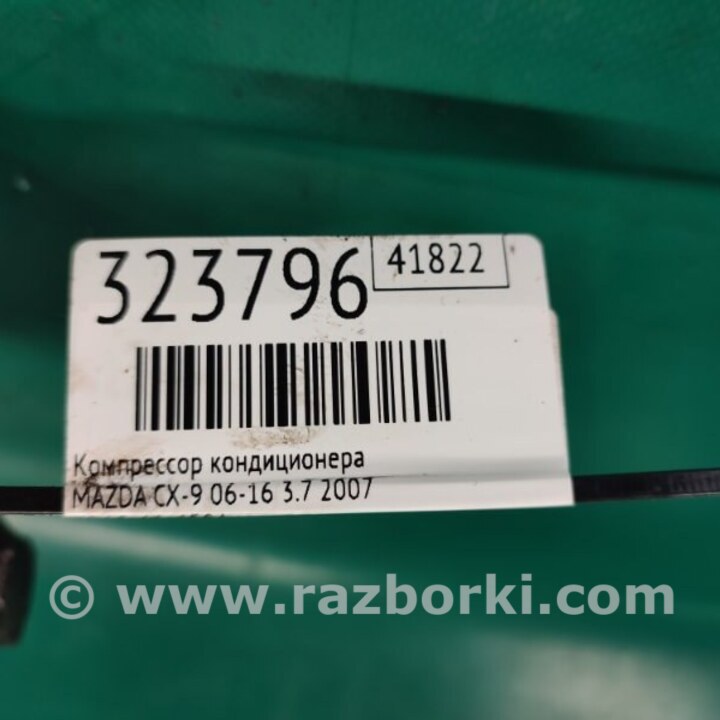 323796 41822
Компрессор кондиционера
MAZDA CX-9 06-16 3.7 2007
© www.razborki.com